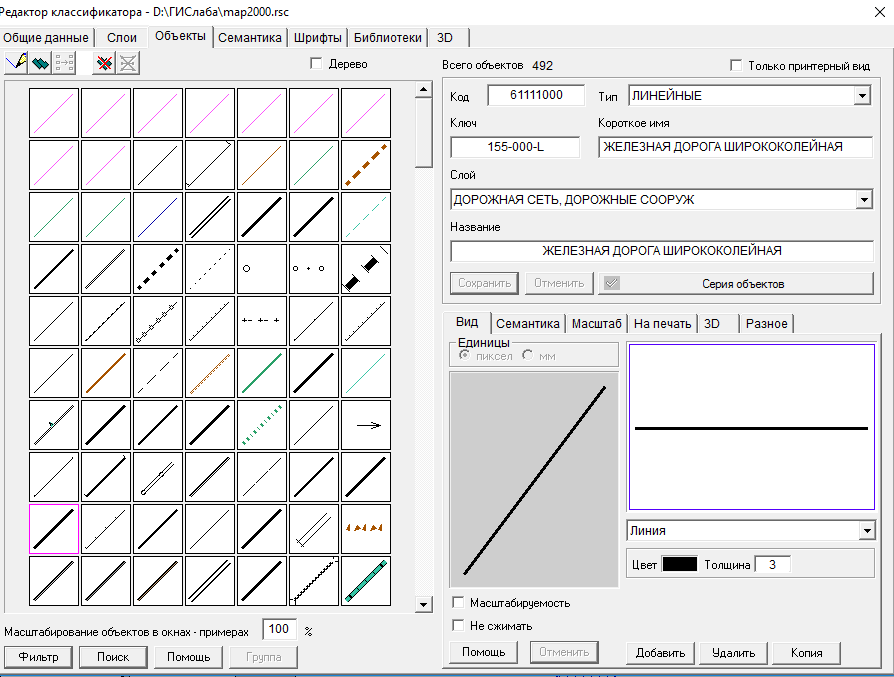 Редактор классификатора - D:\ГИСлаба\map2000.rsc
Общие данные Слои Объекты Семантика Шрифты Библиотеки 3D
Дерево
Всего объектов 492
Только принтерный вид
Код 61111000 Тип ЛИНЕЙНЫЕ
Ключ Короткое имя
155-000-L ЖЕЛЕЗНАЯ ДОРОГА ШИРОКОКОЛЕЙНАЯ
Слой
ДОРОЖНАЯ СЕТЬ, ДОРОЖНЫЕ СООРУЖ
Название
ЖЕЛЕЗНАЯ ДОРОГА ШИРОКОКОЛЕЙНАЯ
Сохранить Отменить Серия объектов
Вид Семантика Масштаб На печать 3D Разное
Единицы
пиксел мм
Линия
Цвет Толщина 3
Масштабируемость
Не сжимать
Помощь Отменить Добавить Удалить Копия
Масштабирование объектов в окнах - примерах 100 %
Фильтр Поиск Помощь Группа